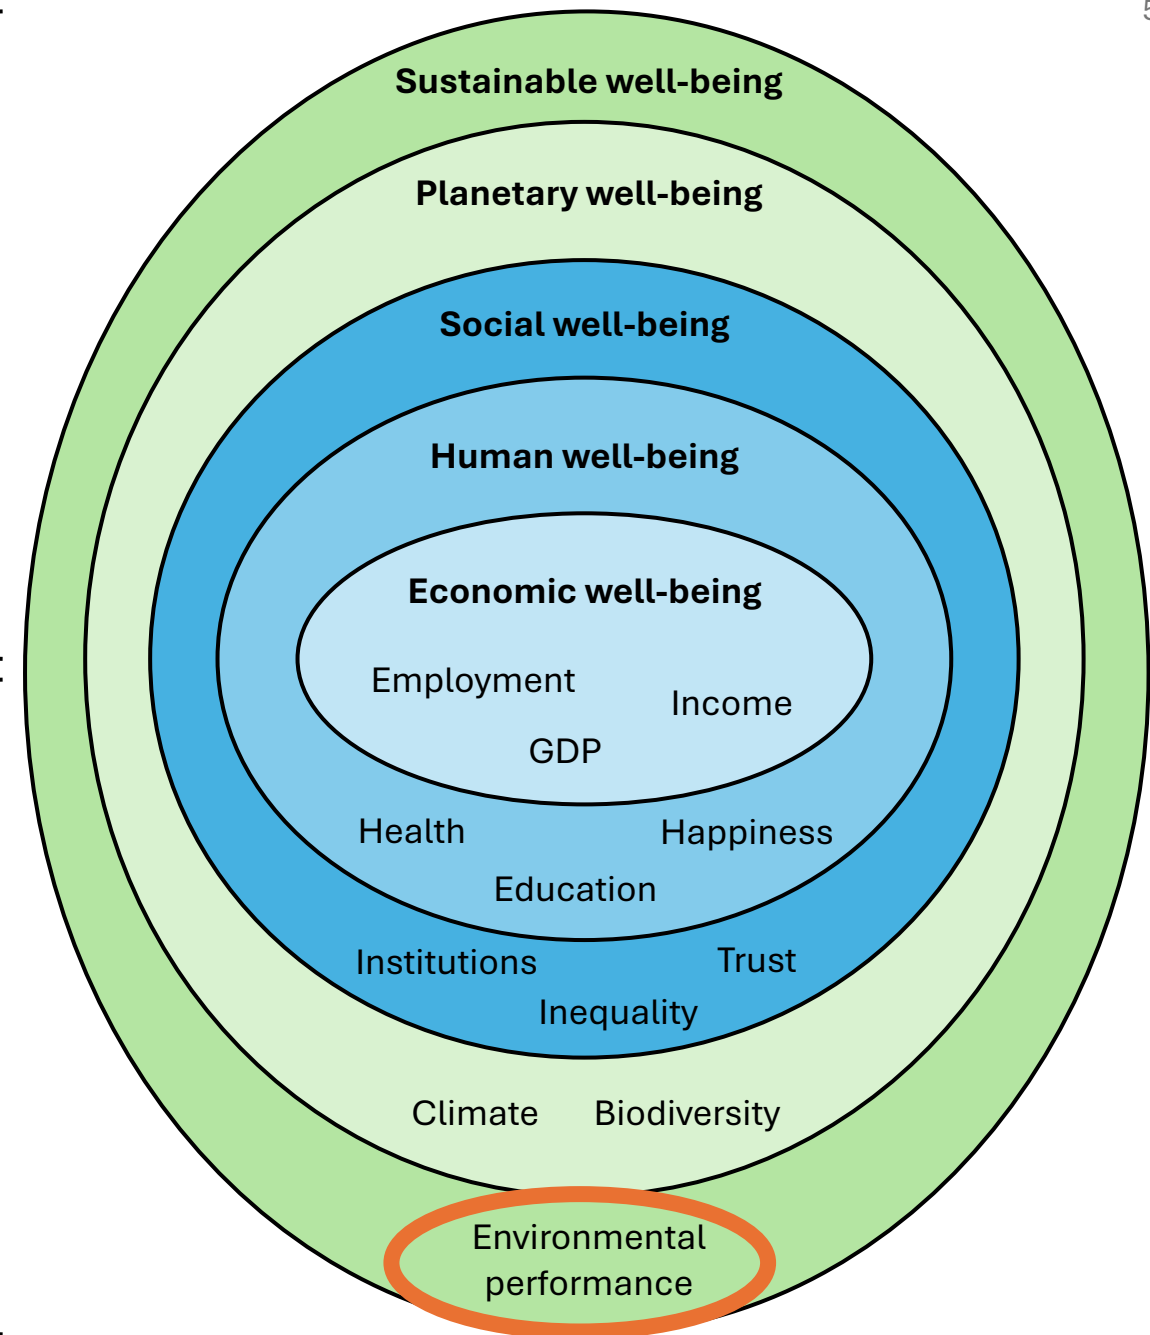 5
Sustainable well-being
Planetary well-being
Social well-being
Human well-being
Economic well-being
Employment
Income
GDP
Health
Happiness
Education
Institutions
Trust
Inequality
Climate
Biodiversity
Environmental
performance